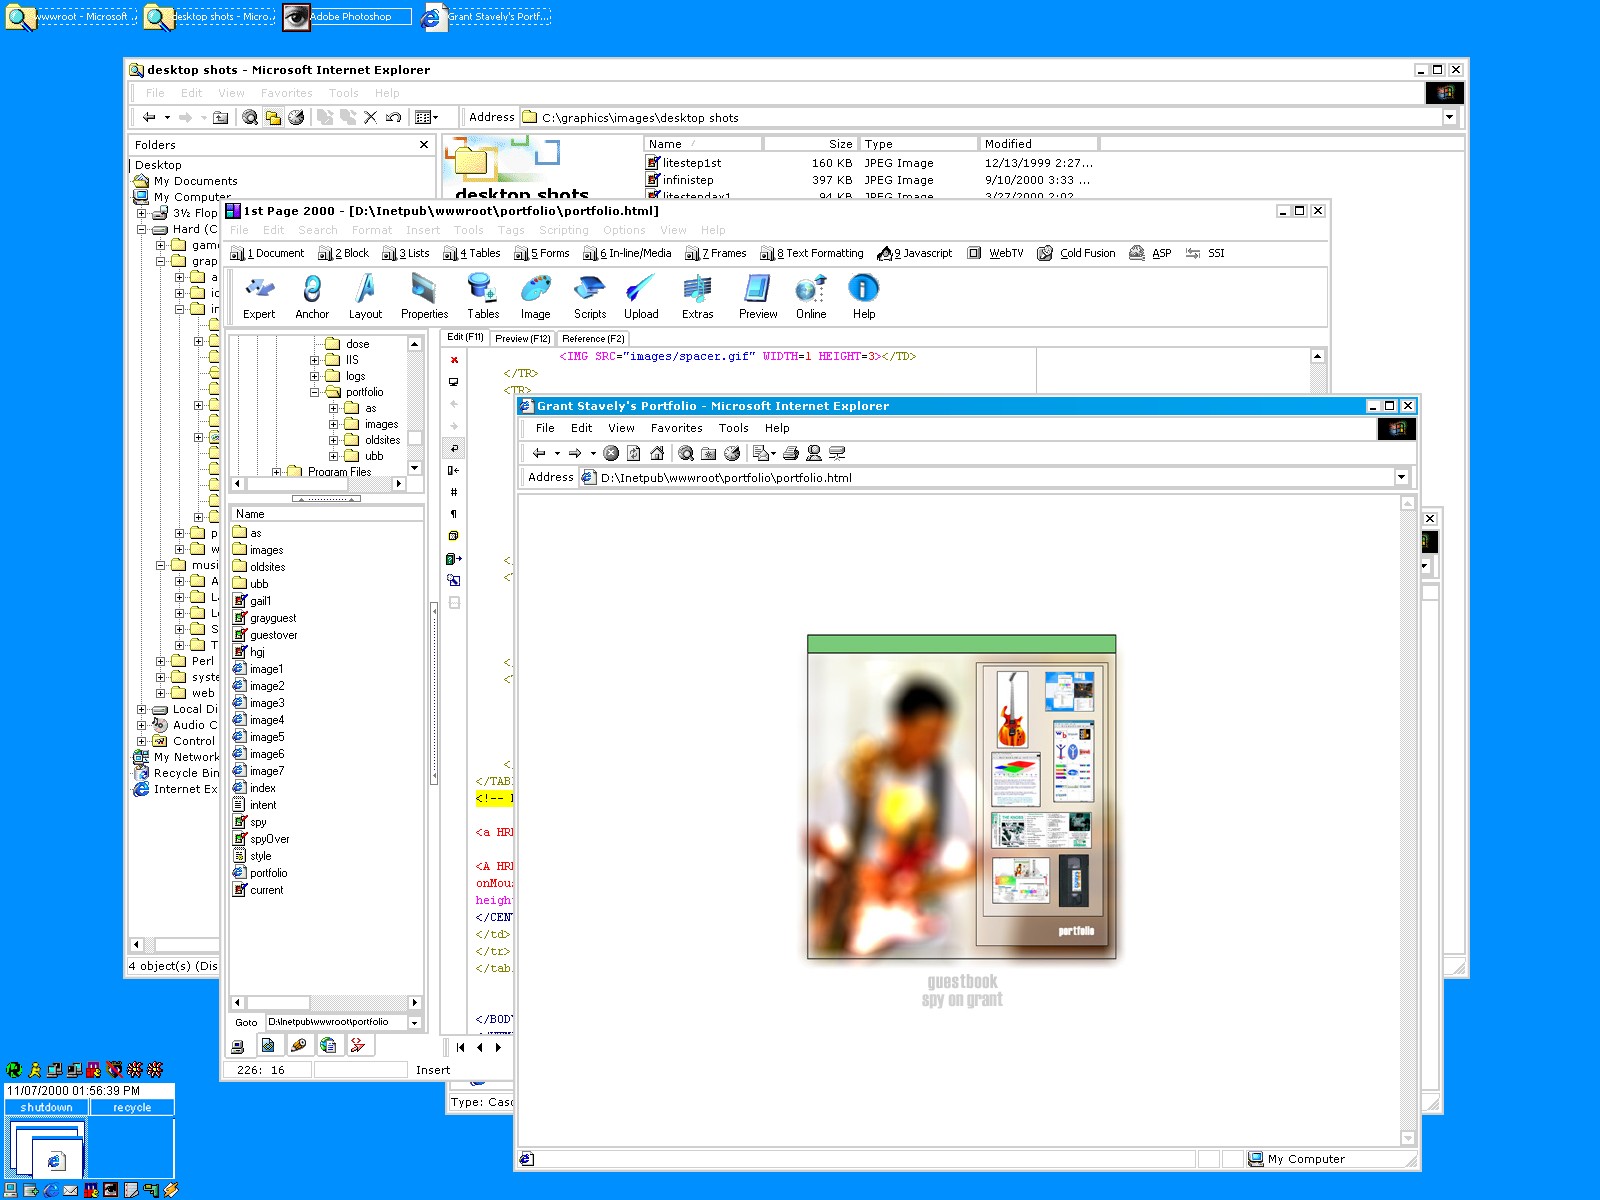 wwwroot - Microsoft ...
desktop shots - Micro...
Adobe Photoshop
Grant Stavely's Portf...
desktop shots - Microsoft Internet Explorer
File Edit View Favorites Tools Help
Address C:\graphics\images\desktop shots
Folders
Name Size Type Modified
Desktop
litestep1st 160 KB JPEG Image 12/13/1999 2:27...
My Documents
infinistep 397 KB JPEG Image 9/10/2000 3:33 ...
desktop shots
My Compute
litestepday1 94 KB JPEG Image 3/27/2000 2:02
3½ Flop
Hard (C
gam
grap
a
ic
in
p
w
musi
A
L
L
S
T
Perl
syste
web
Local Di
Audio C
Control
My Network
Recycle Bin
Internet Ex
4 object(s) (Dis
1st Page 2000 - [D:\Inetpub\wwwroot\portfolio\portfolio.html]
File Edit Search Format Insert Tools Tags Scripting Options View Help
1 Document 2 Block 3 Lists 4 Tables 5 Forms 6 In-line/Media 7 Frames 8 Text Formatting 9 Javascript WebTV Cold Fusion ASP SSI
Expert Anchor Layout Properties Tables Image Scripts Upload Extras Preview Online Help
Edit (F11) Preview (F12) Reference (F2)
dose
IIS
logs
portfolio
as
images
oldsites
ubb
Program Files
Name
as
images
oldsites
ubb
gail1
grayguest
guestover
hgj
image1
image2
image3
image4
image5
image6
image7
index
intent
spy
spyOver
style
portfolio
current
Goto D:\Inetpub\wwwroot\portfolio
226: 16 Insert
<IMG SRC="images/spacer.gif" WIDTH=1 HEIGHT=3></TD>
</TR>
<TR>
</TABL
<!--
<a HRE
<A HRE
onMou
height
</CENT
</td>
</tr>
</tab
</BODY
Type: Casc
Grant Stavely's Portfolio - Microsoft Internet Explorer
File Edit View Favorites Tools Help
Address D:\Inetpub\wwwroot\portfolio\portfolio.html
portfolio
guestbook
spy on grant
My Computer
11/07/2000 01:56:39 PM
shutdown recycle